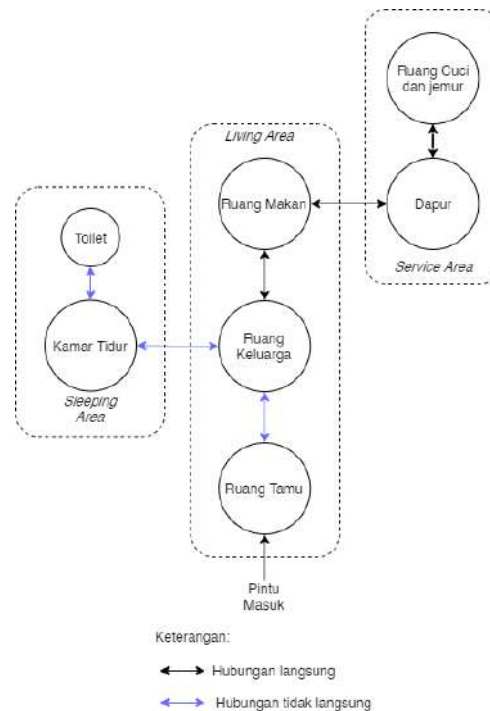 Ruang Cuci
dan jemur
Living Area
Ruang Makan
Dapur
Toilet
Service Area
Kamar Tidur
Ruang
Keluarga
Sleeping
Area
Ruang Tamu
Pintu
Masuk
Keterangan:
Hubungan langsung
Hubungan tidak langsung